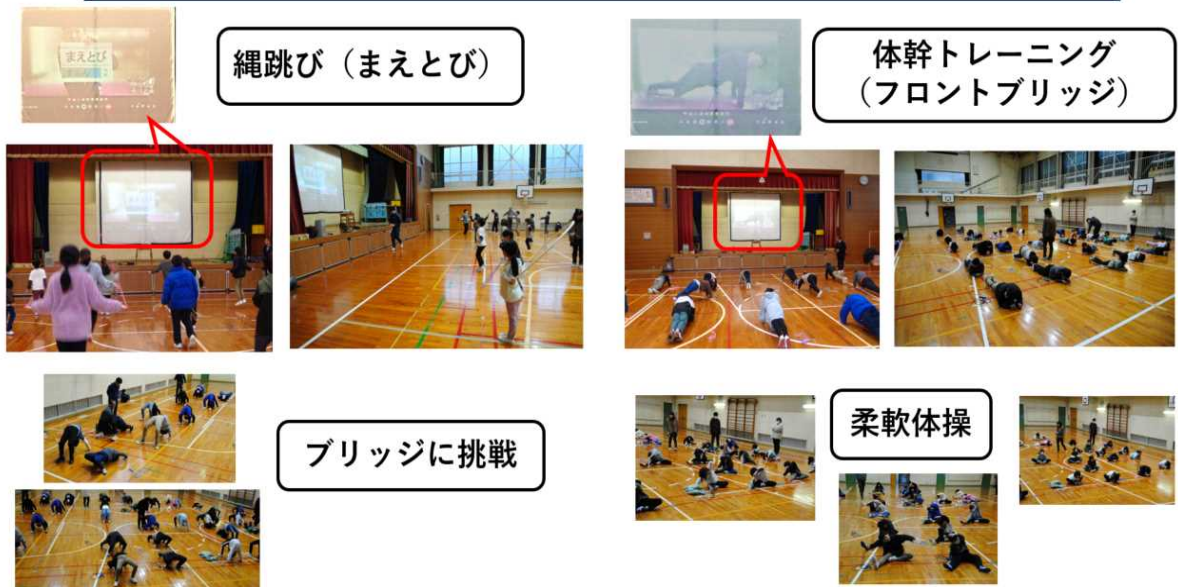 まえとび
縄跳び（まえとび）
体幹トレーニング
（フロントブリッジ）
ブリッジに挑戦
柔軟体操